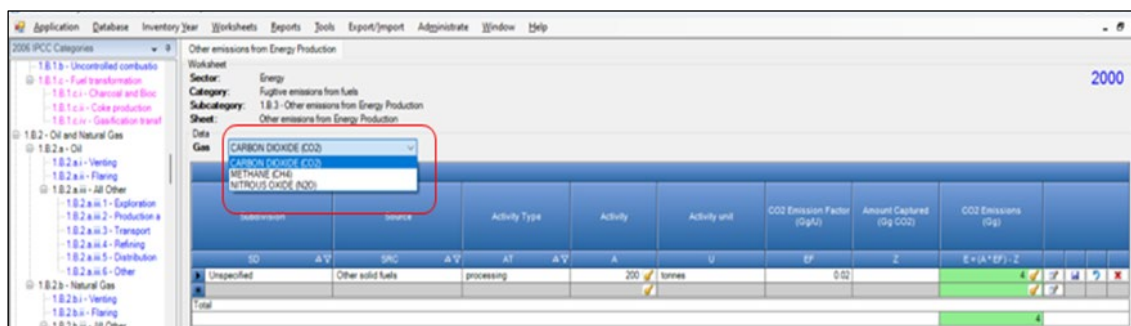 Application Database Inventory Year Worksheets Reports Tools Export/Import Administrate Window Help
2006 IPCC Categories
1.B.1.b - Uncontrolled combustio
1.B.1.c - Fuel transformation
1.B.1.c.i - Charcoal and Bioc
1.B.1.c.ii - Coke production
1.B.1.c.iv - Gasification transf
1.B.2 - Oil and Natural Gas
1.B.2.a - Oil
1.B.2.a.i - Venting
1.B.2.a.ii - Flaring
1.B.2.a.iii - All Other
1.B.2.a.iii.1 - Exploration
1.B.2.a.iii.2 - Production a
1.B.2.a.iii.3 - Transport
1.B.2.a.iii.4 - Refining
1.B.2.a.iii.5 - Distribution
1.B.2.a.iii.6 - Other
1.B.2.b - Natural Gas
1.B.2.b.i - Venting
1.B.2.b.ii - Flaring
1.B.2.b.iii - All Other
Other emissions from Energy Production
Worksheet
Sector: Energy
Category: Fugitive emissions from fuels
Subcategory: 1.B.3 - Other emissions from Energy Production
Sheet: Other emissions from Energy Production
2000
Data
Gas CARBON DIOXIDE (CO2)
CARBON DIOXIDE (CO2)
METHANE (CH4)
NITROUS OXIDE (N2O)
Subdivision Source Activity Type Activity Activity unit CO2 Emission Factor (Gg/U) Amount Captured (Gg CO2) CO2 Emissions (Gg)
SD SRC AT A U EF Z E = (A * EF) - Z
Unspecified Other solid fuels processing 200 tonnes 0.02 4
Total
4